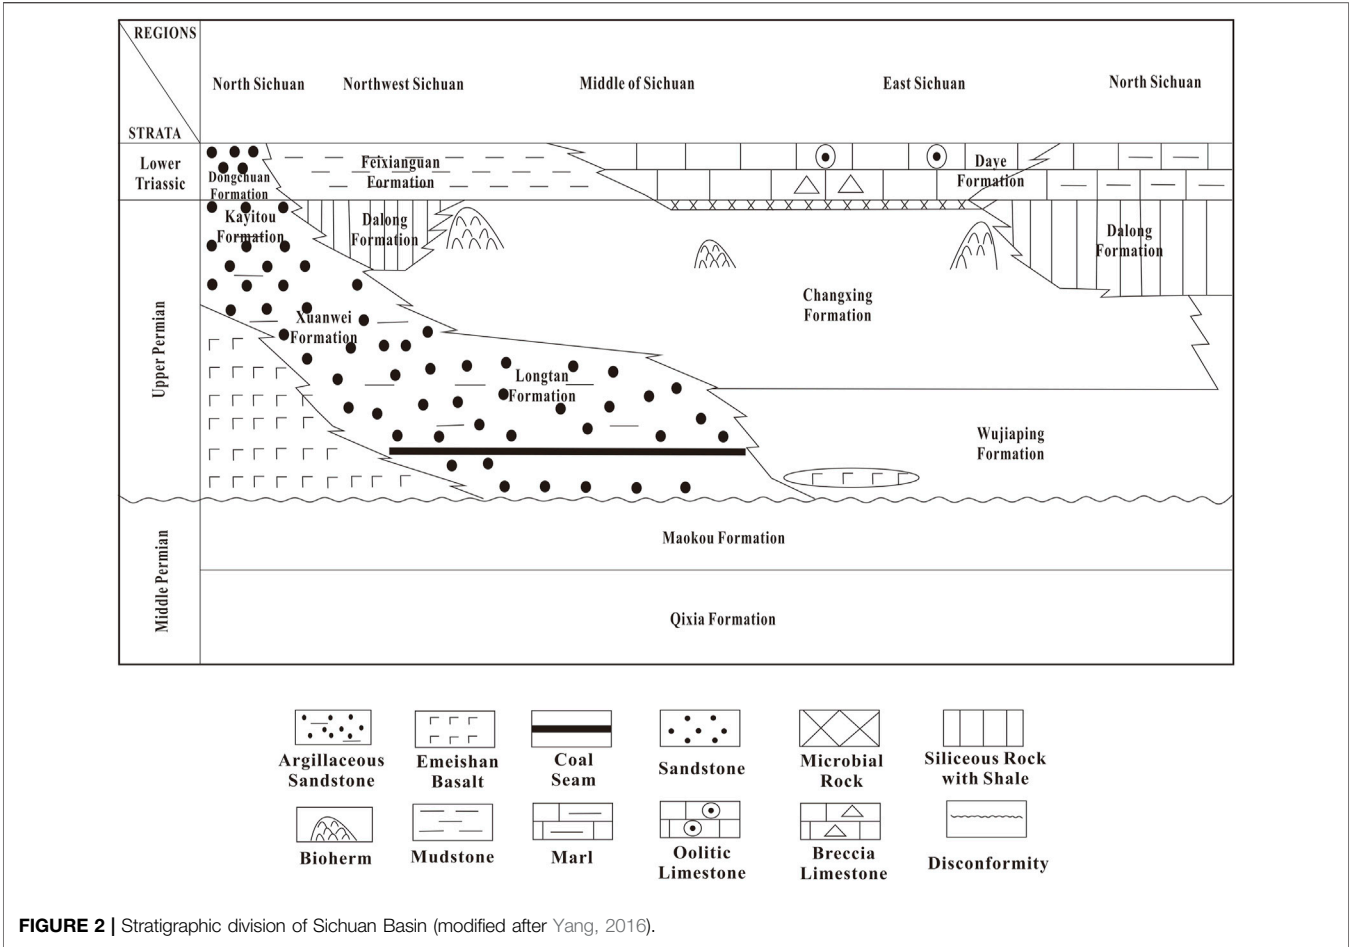 REGIONS
STRATA
North Sichuan
Northwest Sichuan
Middle of Sichuan
East Sichuan
North Sichuan
Lower
Triassic
Dongchuan
Formation
Feixianguan
Formation
Daye
Formation
Upper Permian
Kayitou
Formation
Dalong
Formation
Dalong
Formation
Changxing
Formation
Xuanwei
Formation
Longtan
Formation
Wujiaping
Formation
Middle Permian
Maokou Formation
Qixia Formation
Argillaceous
Sandstone
Emeishan
Basalt
Coal
Seam
Sandstone
Microbial
Rock
Siliceous Rock
with Shale
Bioherm
Mudstone
Marl
Oolitic
Limestone
Breccia
Limestone
Disconformity
FIGURE 2 | Stratigraphic division of Sichuan Basin (modified after Yang, 2016).